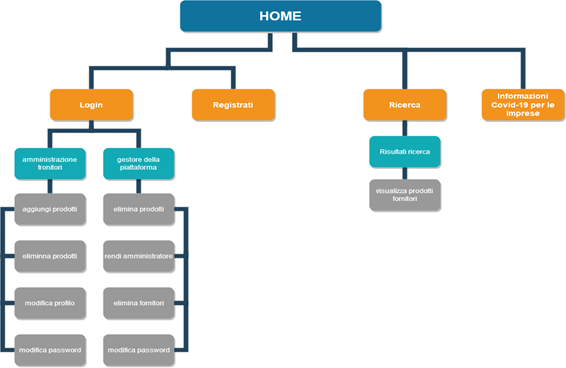 HOME
Login
Registrati
Ricerca
Informazioni
Covid-19 per le
imprese
amministrazione
fronitori
gestore della
piattaforma
Risultati ricerca
aggiungi prodotti
elimina prodotti
visualizza prodotti
fornitori
eliminna prodotti
rendi amministratore
modifica profilo
elimina fornitori
modifica password
modifica password